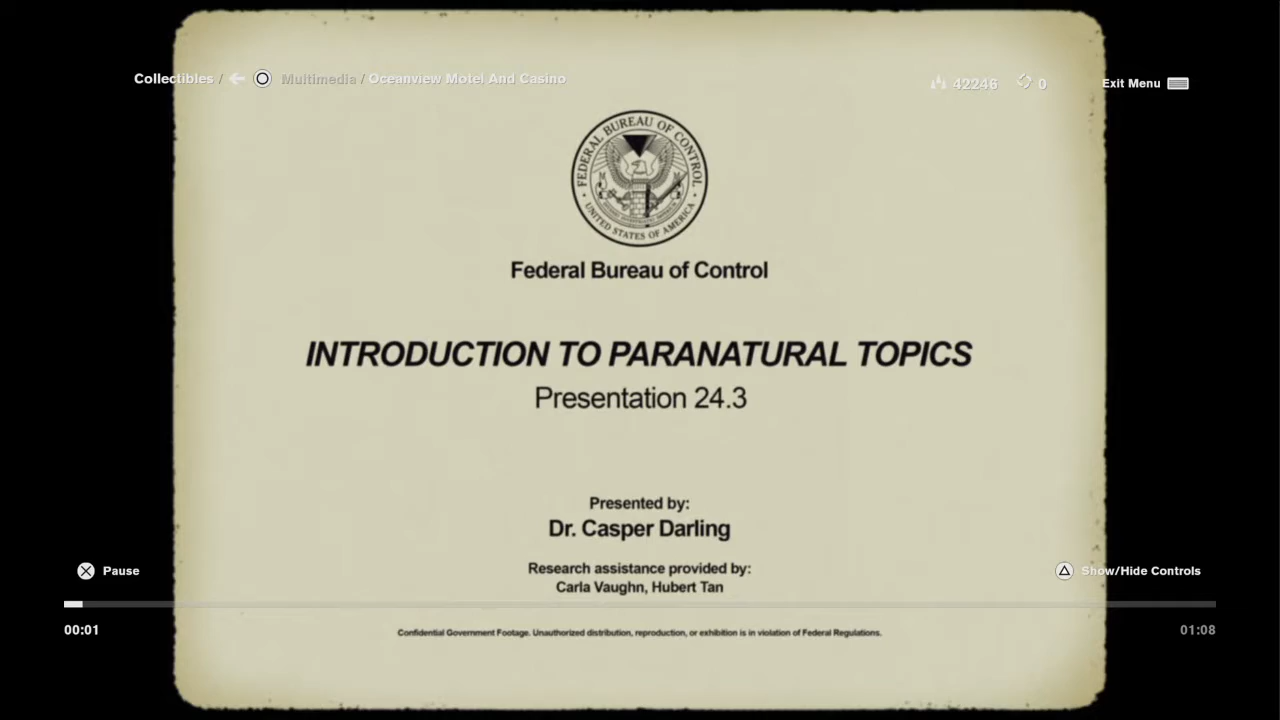 Collectibles / Multimedia / Oceanview Motel And Casino
42246 0 Exit Menu
FEDERAL BUREAU OF CONTROL
UNITED STATES OF AMERICA
Federal Bureau of Control
INTRODUCTION TO PARANATURAL TOPICS
Presentation 24.3
Presented by:
Dr. Casper Darling
Research assistance provided by:
Carla Vaughn, Hubert Tan
Pause
Show/Hide Controls
00:01
01:08
Confidential Government Footage. Unauthorized distribution, reproduction, or exhibition is in violation of Federal Regulations.